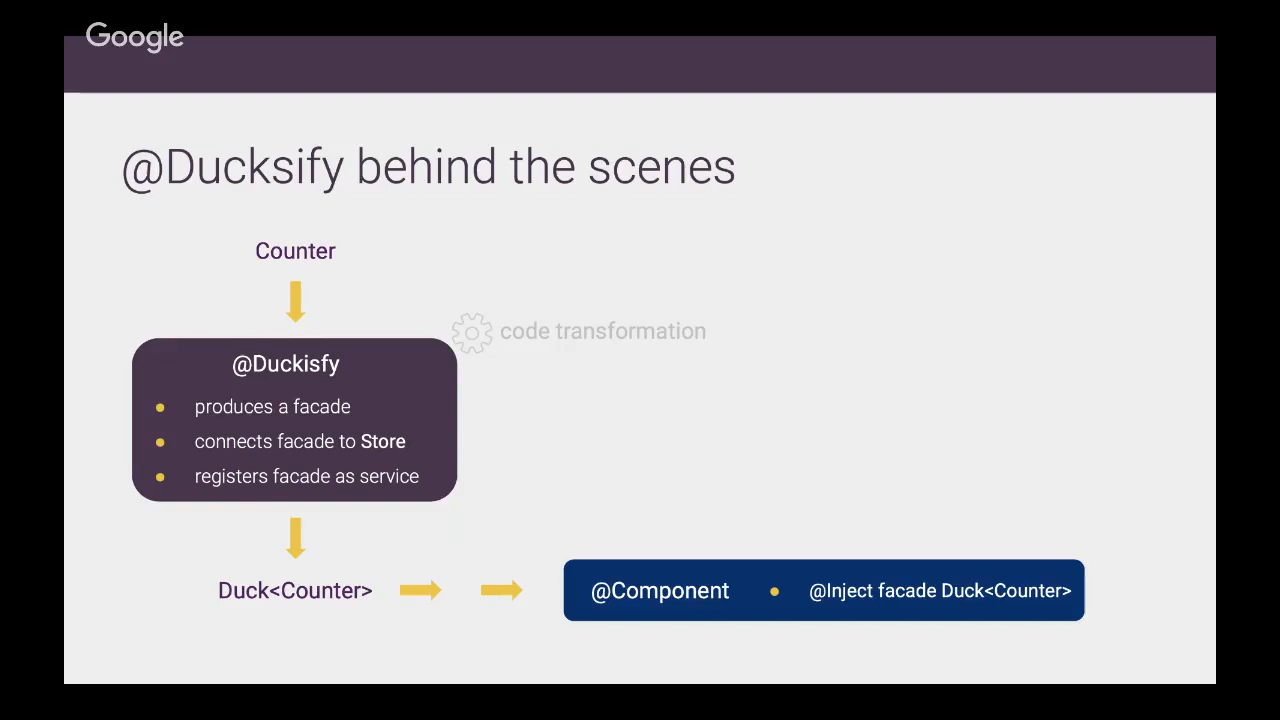 Google
@Ducksify behind the scenes
Counter
code transformation
@Duckisfy
produces a facade
connects facade to Store
registers facade as service
Duck<Counter>
@Component • @Inject facade Duck<Counter>